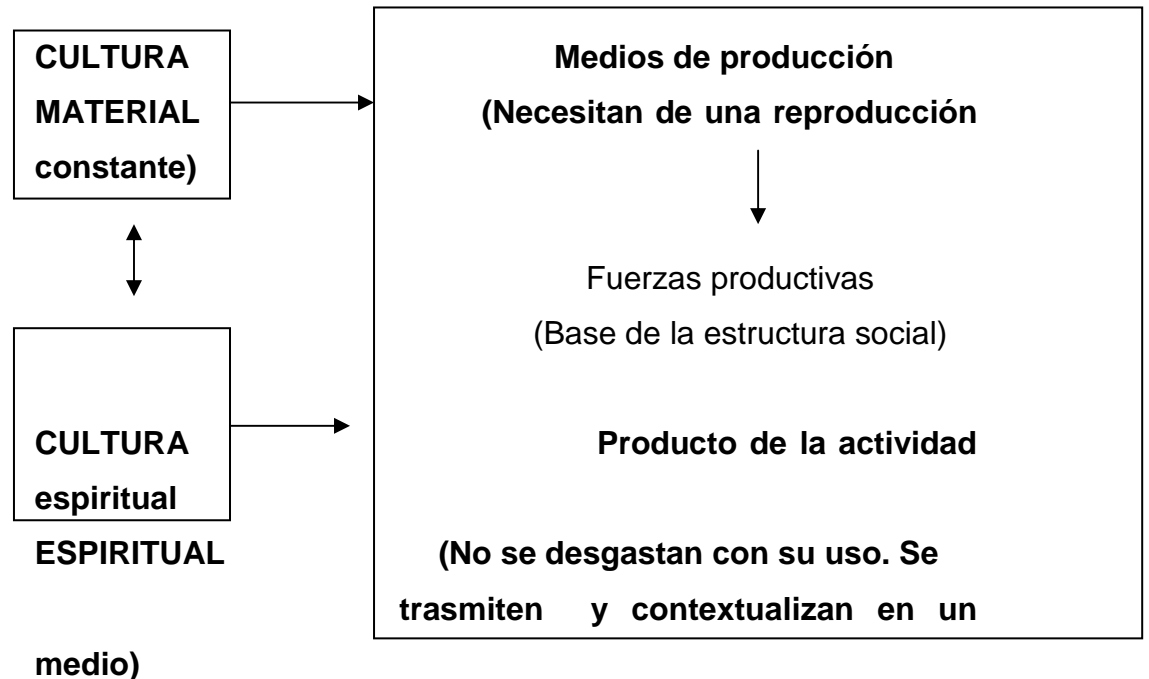 CULTURA Medios de producción
MATERIAL (Necesitan de una reproducción
constante)
Fuerzas productivas
(Base de la estructura social)
CULTURA Producto de la actividad
espiritual
ESPIRITUAL (No se desgastan con su uso. Se
trasmiten y contextualizan en un
medio)